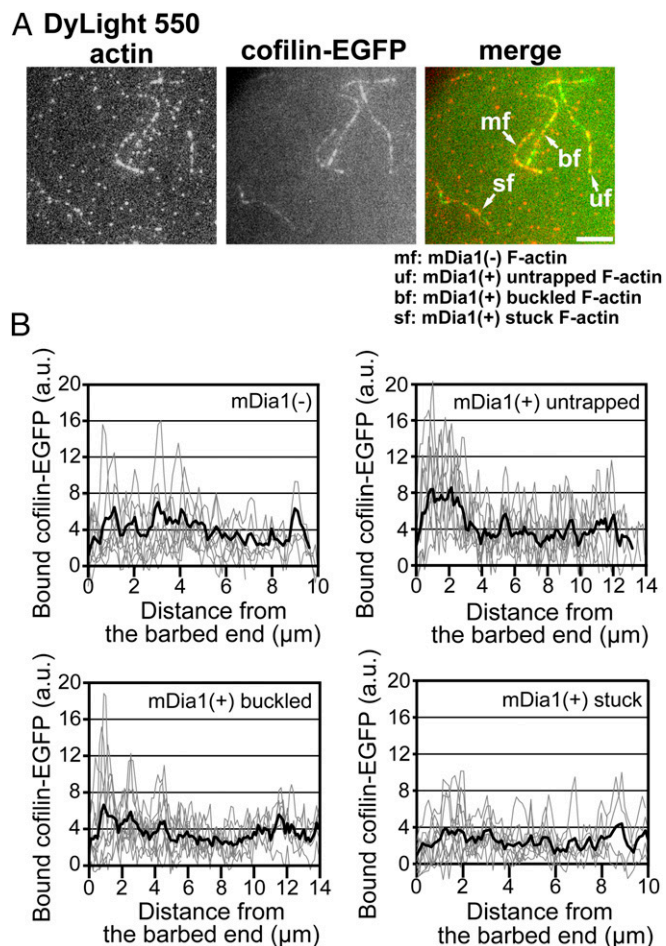 A DyLight 550
actin cofilin-EGFP merge
mf
bf
sf
uf
mf: mDia1(-) F-actin
uf: mDia1(+) untrapped F-actin
bf: mDia1(+) buckled F-actin
sf: mDia1(+) stuck F-actin
B
mDia1(-)
Bound cofilin-EGFP (a.u.)
20
16
12
8
4
0
0 2 4 6 8 10
Distance from
the barbed end (μm)
mDia1(+) untrapped
Bound cofilin-EGFP (a.u.)
20
16
12
8
4
0
0 2 4 6 8 10 12 14
Distance from
the barbed end (μm)
mDia1(+) buckled
Bound cofilin-EGFP (a.u.)
20
16
12
8
4
0
0 2 4 6 8 10 12 14
Distance from
the barbed end (μm)
mDia1(+) stuck
Bound cofilin-EGFP (a.u.)
20
16
12
8
4
0
0 2 4 6 8 10
Distance from
the barbed end (μm)